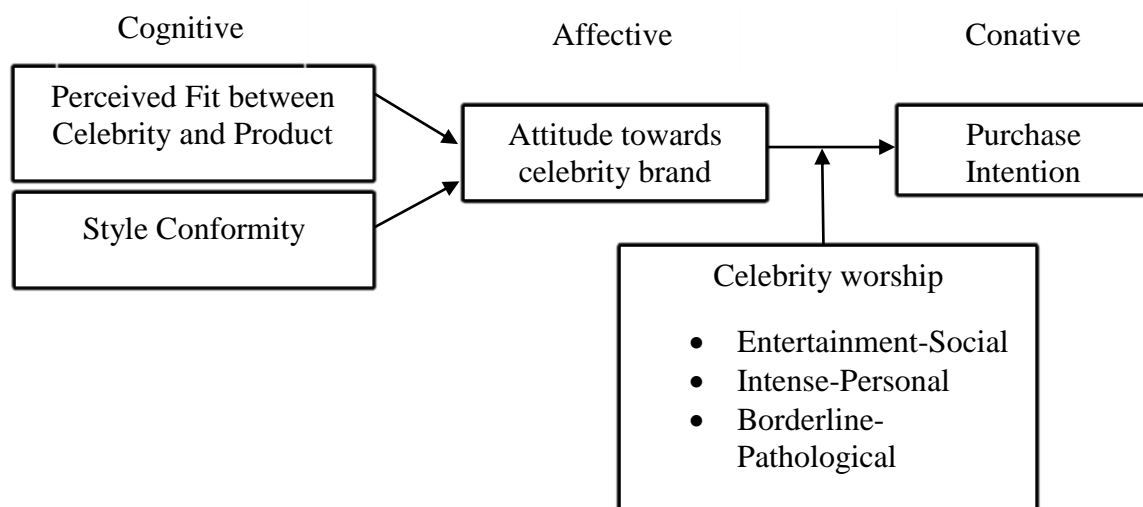 Cognitive
Affective
Conative
Perceived Fit between
Celebrity and Product
Style Conformity
Attitude towards
celebrity brand
Purchase
Intention
Celebrity worship
• Entertainment-Social
• Intense-Personal
• Borderline-
Pathological